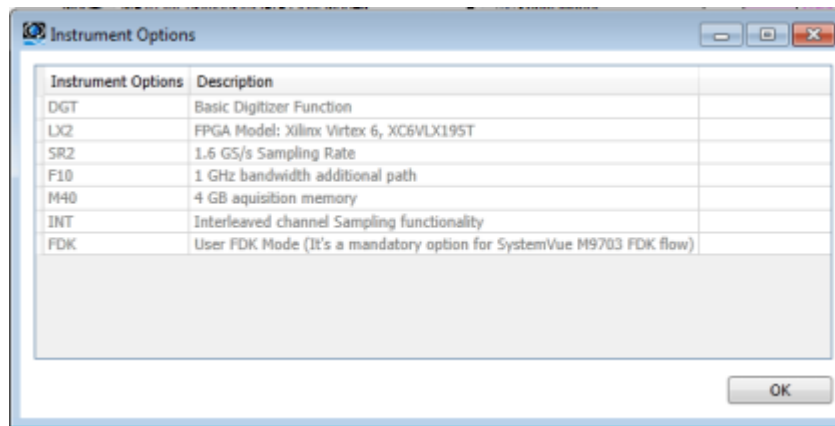 Instrument Options
Instrument Options Description
DGT Basic Digitizer Function
LX2 FPGA Model: Xilinx Virtex 6, XC6VLX195T
SR2 1.6 GS/s Sampling Rate
F10 1 GHz bandwidth additional path
M40 4 GB aquisition memory
INT Interleaved channel Sampling functionality
FDK User FDK Mode (It's a mandatory option for SystemVue M9703 FDK flow)
OK